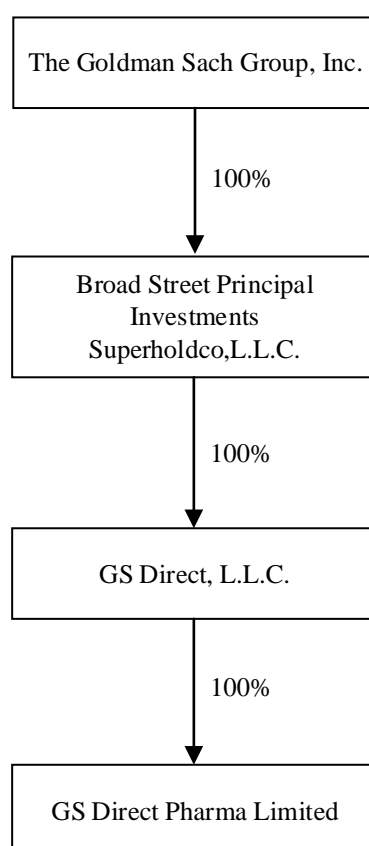 The Goldman Sach Group, Inc.
100%
Broad Street Principal
Investments
Superholdco,L.L.C.
100%
GS Direct, L.L.C.
100%
GS Direct Pharma Limited